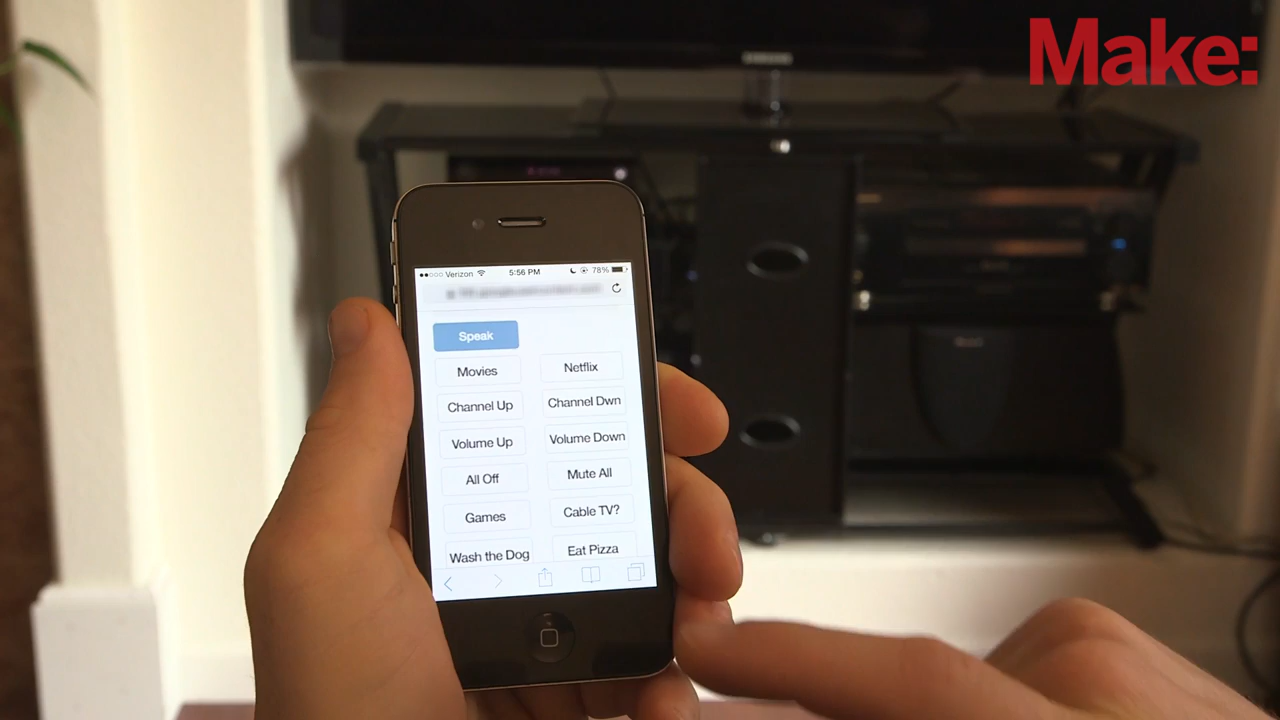 Make:
SAMSUNG
Verizon 5:56 PM 78%
Speak
Movies Netflix
Channel Up Channel Dwn
Volume Up Volume Down
All Off Mute All
Games Cable TV?
Wash the Dog Eat Pizza